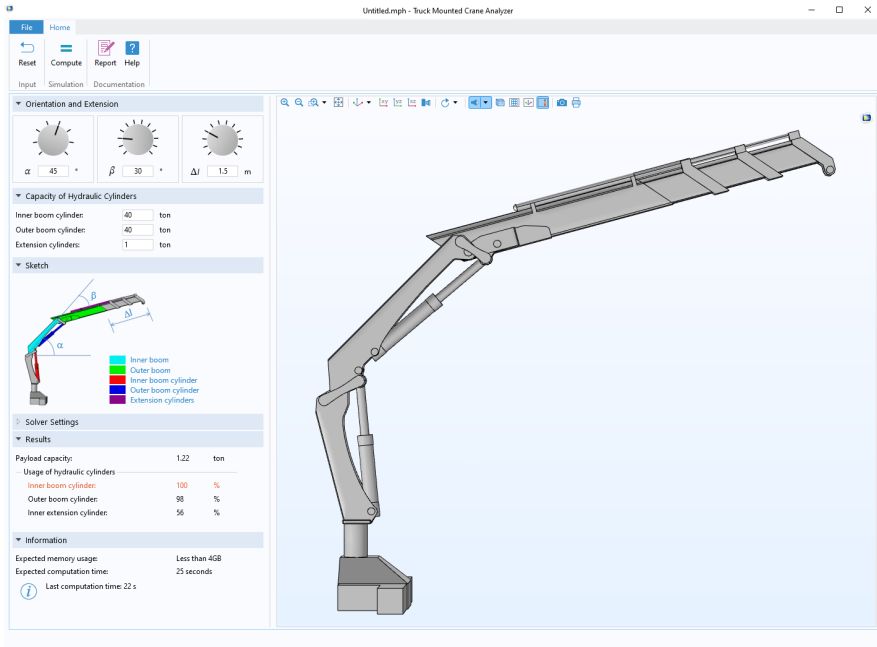 Untitled.mph - Truck Mounted Crane Analyzer
File Home
Reset Compute Report Help
Input Simulation Documentation
Orientation and Extension
α 45 ° β 30 ° Δl 1.5 m
Capacity of Hydraulic Cylinders
Inner boom cylinder: 40 ton
Outer boom cylinder: 40 ton
Extension cylinders: 1 ton
Sketch
β
Δl
α
Inner boom
Outer boom
Inner boom cylinder
Outer boom cylinder
Extension cylinders
Solver Settings
Results
Payload capacity: 1.22 ton
Usage of hydraulic cylinders
Inner boom cylinder: 100 %
Outer boom cylinder: 98 %
Inner extension cylinder: 56 %
Information
Expected memory usage: Less than 4GB
Expected computation time: 25 seconds
Last computation time: 22 s